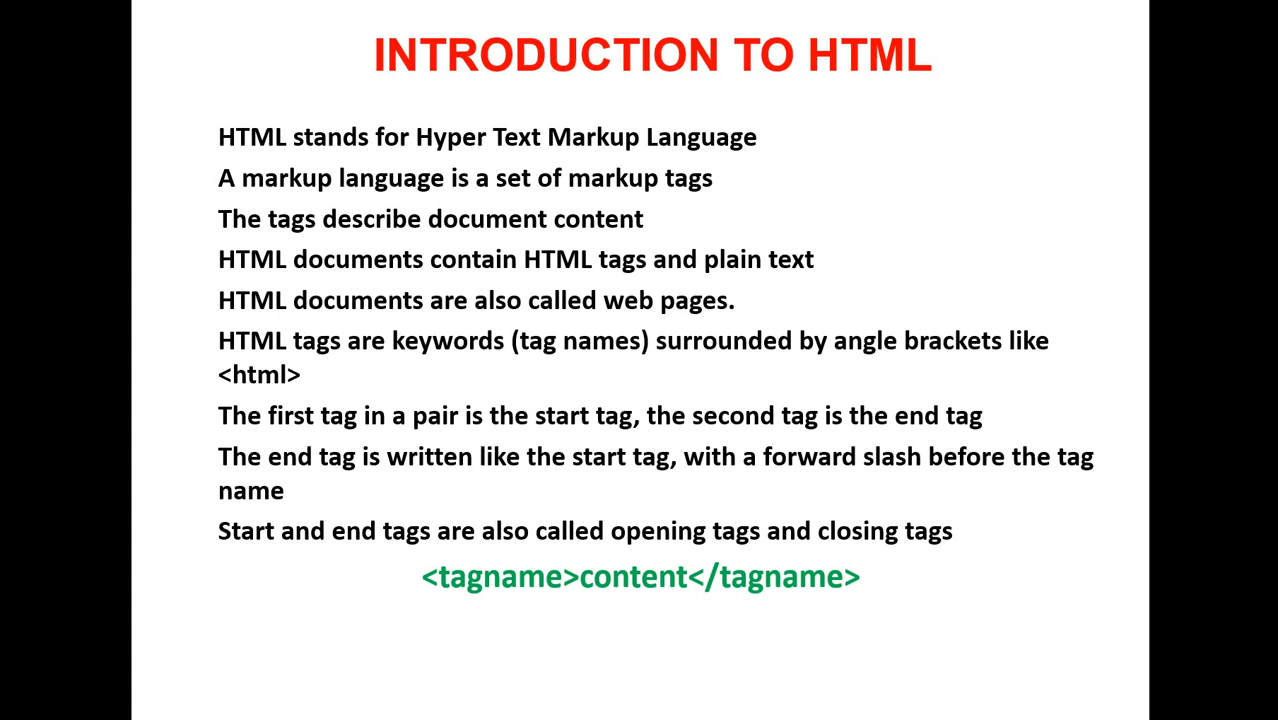 INTRODUCTION TO HTML
HTML stands for Hyper Text Markup Language
A markup language is a set of markup tags
The tags describe document content
HTML documents contain HTML tags and plain text
HTML documents are also called web pages.
HTML tags are keywords (tag names) surrounded by angle brackets like
<html>
The first tag in a pair is the start tag, the second tag is the end tag
The end tag is written like the start tag, with a forward slash before the tag
name
Start and end tags are also called opening tags and closing tags
<tagname>content</tagname>